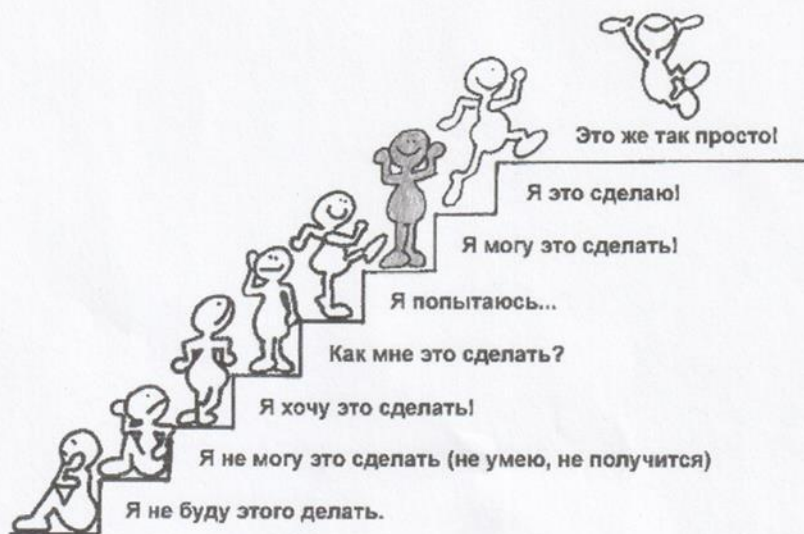 Это же так просто!
Я это сделаю!
Я могу это сделать!
Я попытаюсь...
Как мне это сделать?
Я хочу это сделать!
Я не могу это сделать (не умею, не получится)
Я не буду этого делать.